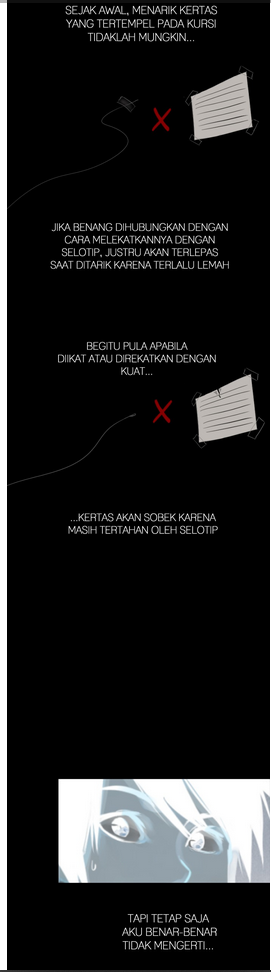 SEJAK AWAL, MENARIK KERTAS
YANG TERTEMPEL PADA KURSI
TIDAKLAH MUNGKIN...
JIKA BENANG DIHUBUNGKAN DENGAN
CARA MELEKATKANNYA DENGAN
SELOTIP, JUSTRU AKAN TERLEPAS
SAAT DITARIK KARENA TERLALU LEMAH
BEGITU PULA APABILA
DIIKAT ATAU DIREKATKAN DENGAN
KUAT...
...KERTAS AKAN SOBEK KARENA
MASIH TERTAHAN OLEH SELOTIP
TAPI TETAP SAJA
AKU BENAR-BENAR
TIDAK MENGERTI...